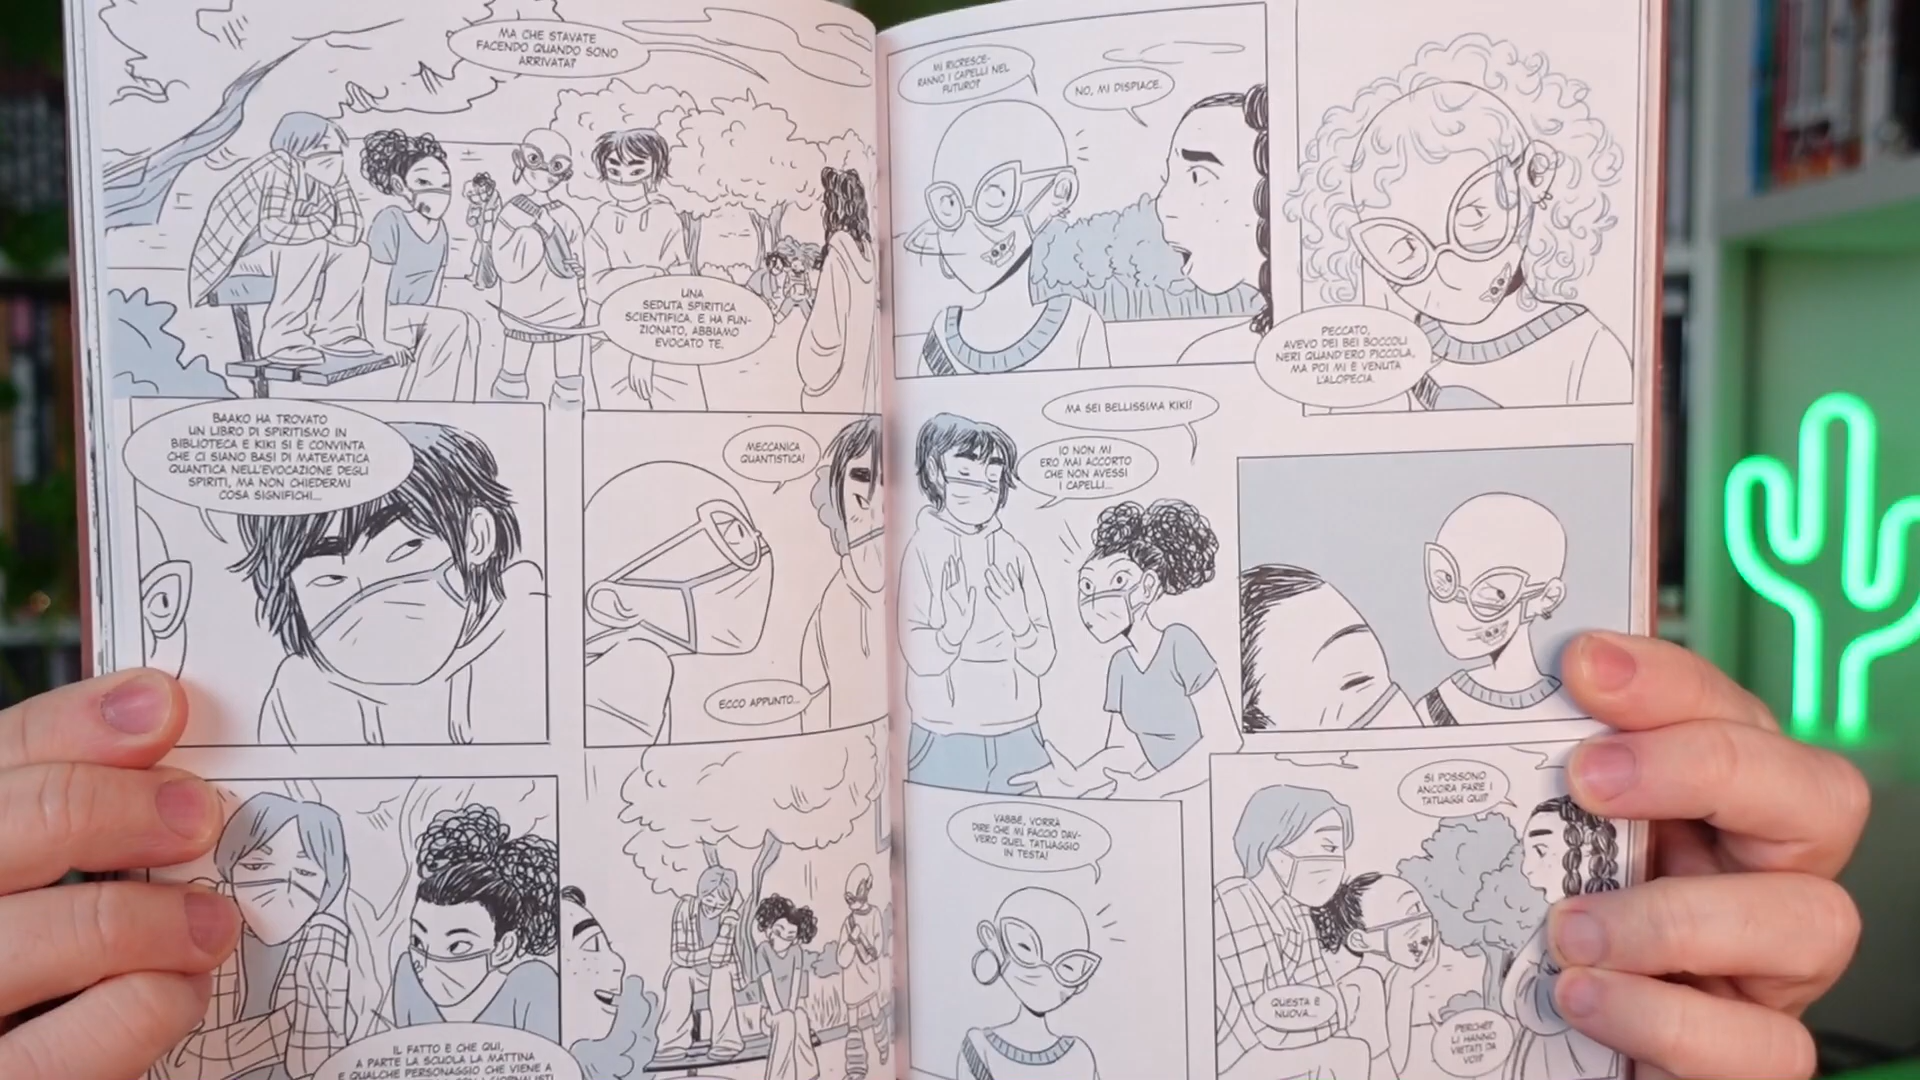 MA CHE STAVATE
FACENDO QUANDO SONO
ARRIVATA?
UNA
SEDUTA SPIRITICA
SCIENTIFICA. E HA FUN-
ZIONATO, ABBIAMO
EVOCATO TE.
BAAKO HA TROVATO
UN LIBRO DI SPIRITISMO IN
BIBLIOTECA E KIKI SI È CONVINTA
CHE CI SIANO BASI DI MATEMATICA
QUANTICA NELL'EVOCAZIONE DEGLI
SPIRITI, MA NON CHIEDERMI
COSA SIGNIFICHI...
MECCANICA
QUANTISTICA!
ECCO APPUNTO...
IL FATTO È CHE QUI,
A PARTE LA SCUOLA LA MATTINA
E QUALCHE PERSONAGGIO CHE VIENE A
MI RICRESCE-
RANNO I CAPELLI NEL
FUTURO?
NO, MI DISPIACE.
PECCATO,
AVEVO DEI BEI BOCCOLI
NERI QUAND'ERO PICCOLA,
MA POI MI È VENUTA
L'ALOPECIA.
MA SEI BELLISSIMA KIKI!
IO NON MI
ERO MAI ACCORTO
CHE NON AVESSI
I CAPELLI...
VABBÈ, VORRÀ
DIRE CHE MI FACCIO DAV-
VERO QUEL TATUAGGIO
IN TESTA!
SI POSSONO
ANCORA FARE I
TATUAGGI QUI?
QUESTA È
NUOVA...
PERCHÉ?
LI HANNO
VIETATI DA
VOI?